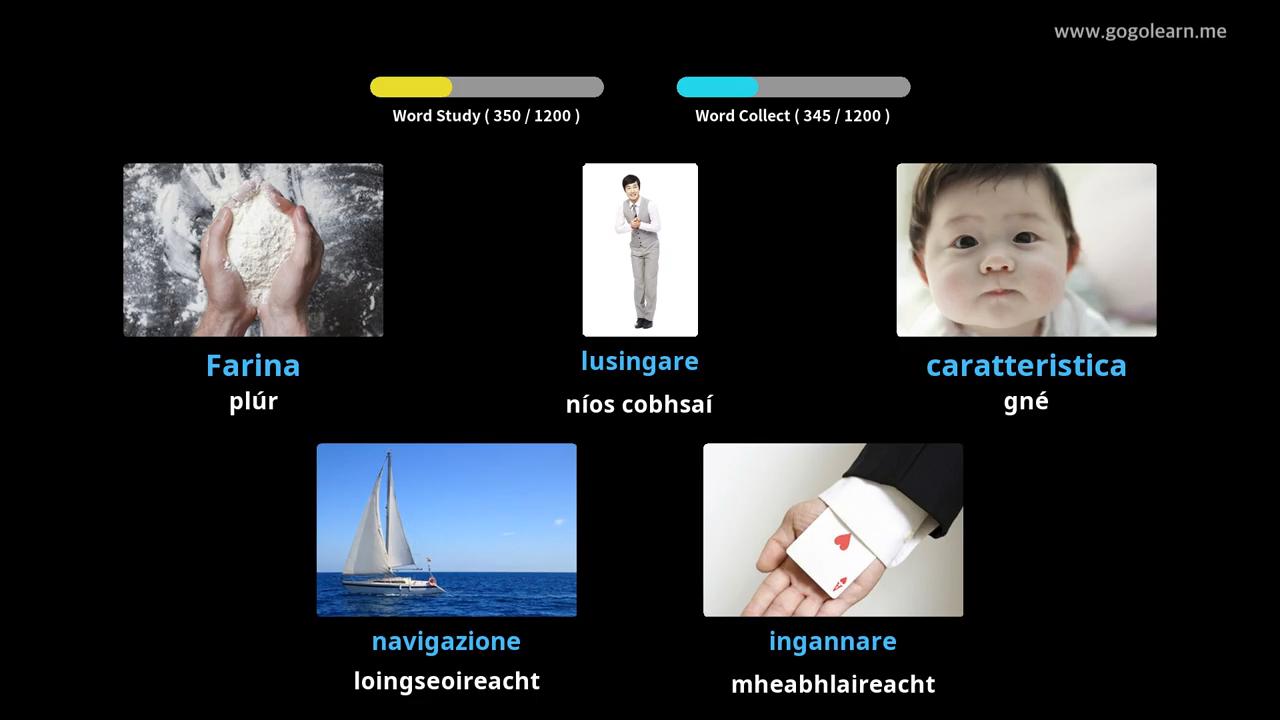 www.gogolearn.me
Word Study ( 350 / 1200 )
Word Collect ( 345 / 1200 )
Farina
plúr
lusingare
níos cobhsaí
caratteristica
gné
navigazione
loingseoireacht
ingannare
mheabhlaireacht